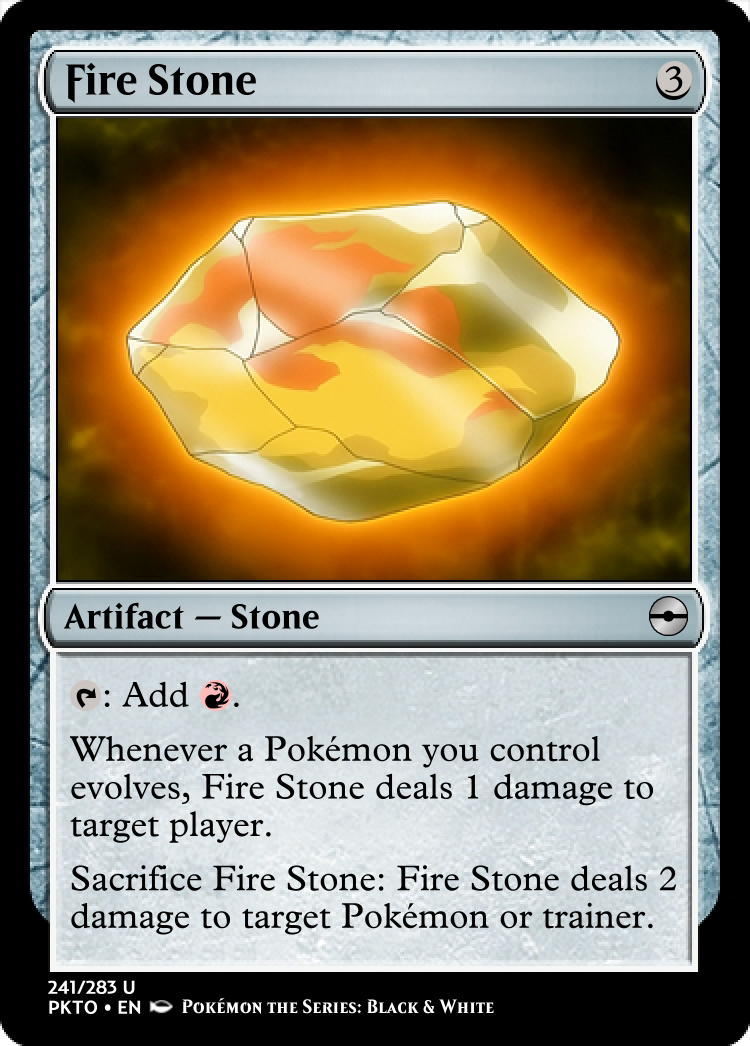 Fire Stone 3
Artifact — Stone
: Add .
Whenever a Pokémon you control
evolves, Fire Stone deals 1 damage to
target player.
Sacrifice Fire Stone: Fire Stone deals 2
damage to target Pokémon or trainer.
241/283 U
PKTO • EN Pokémon the Series: Black & White